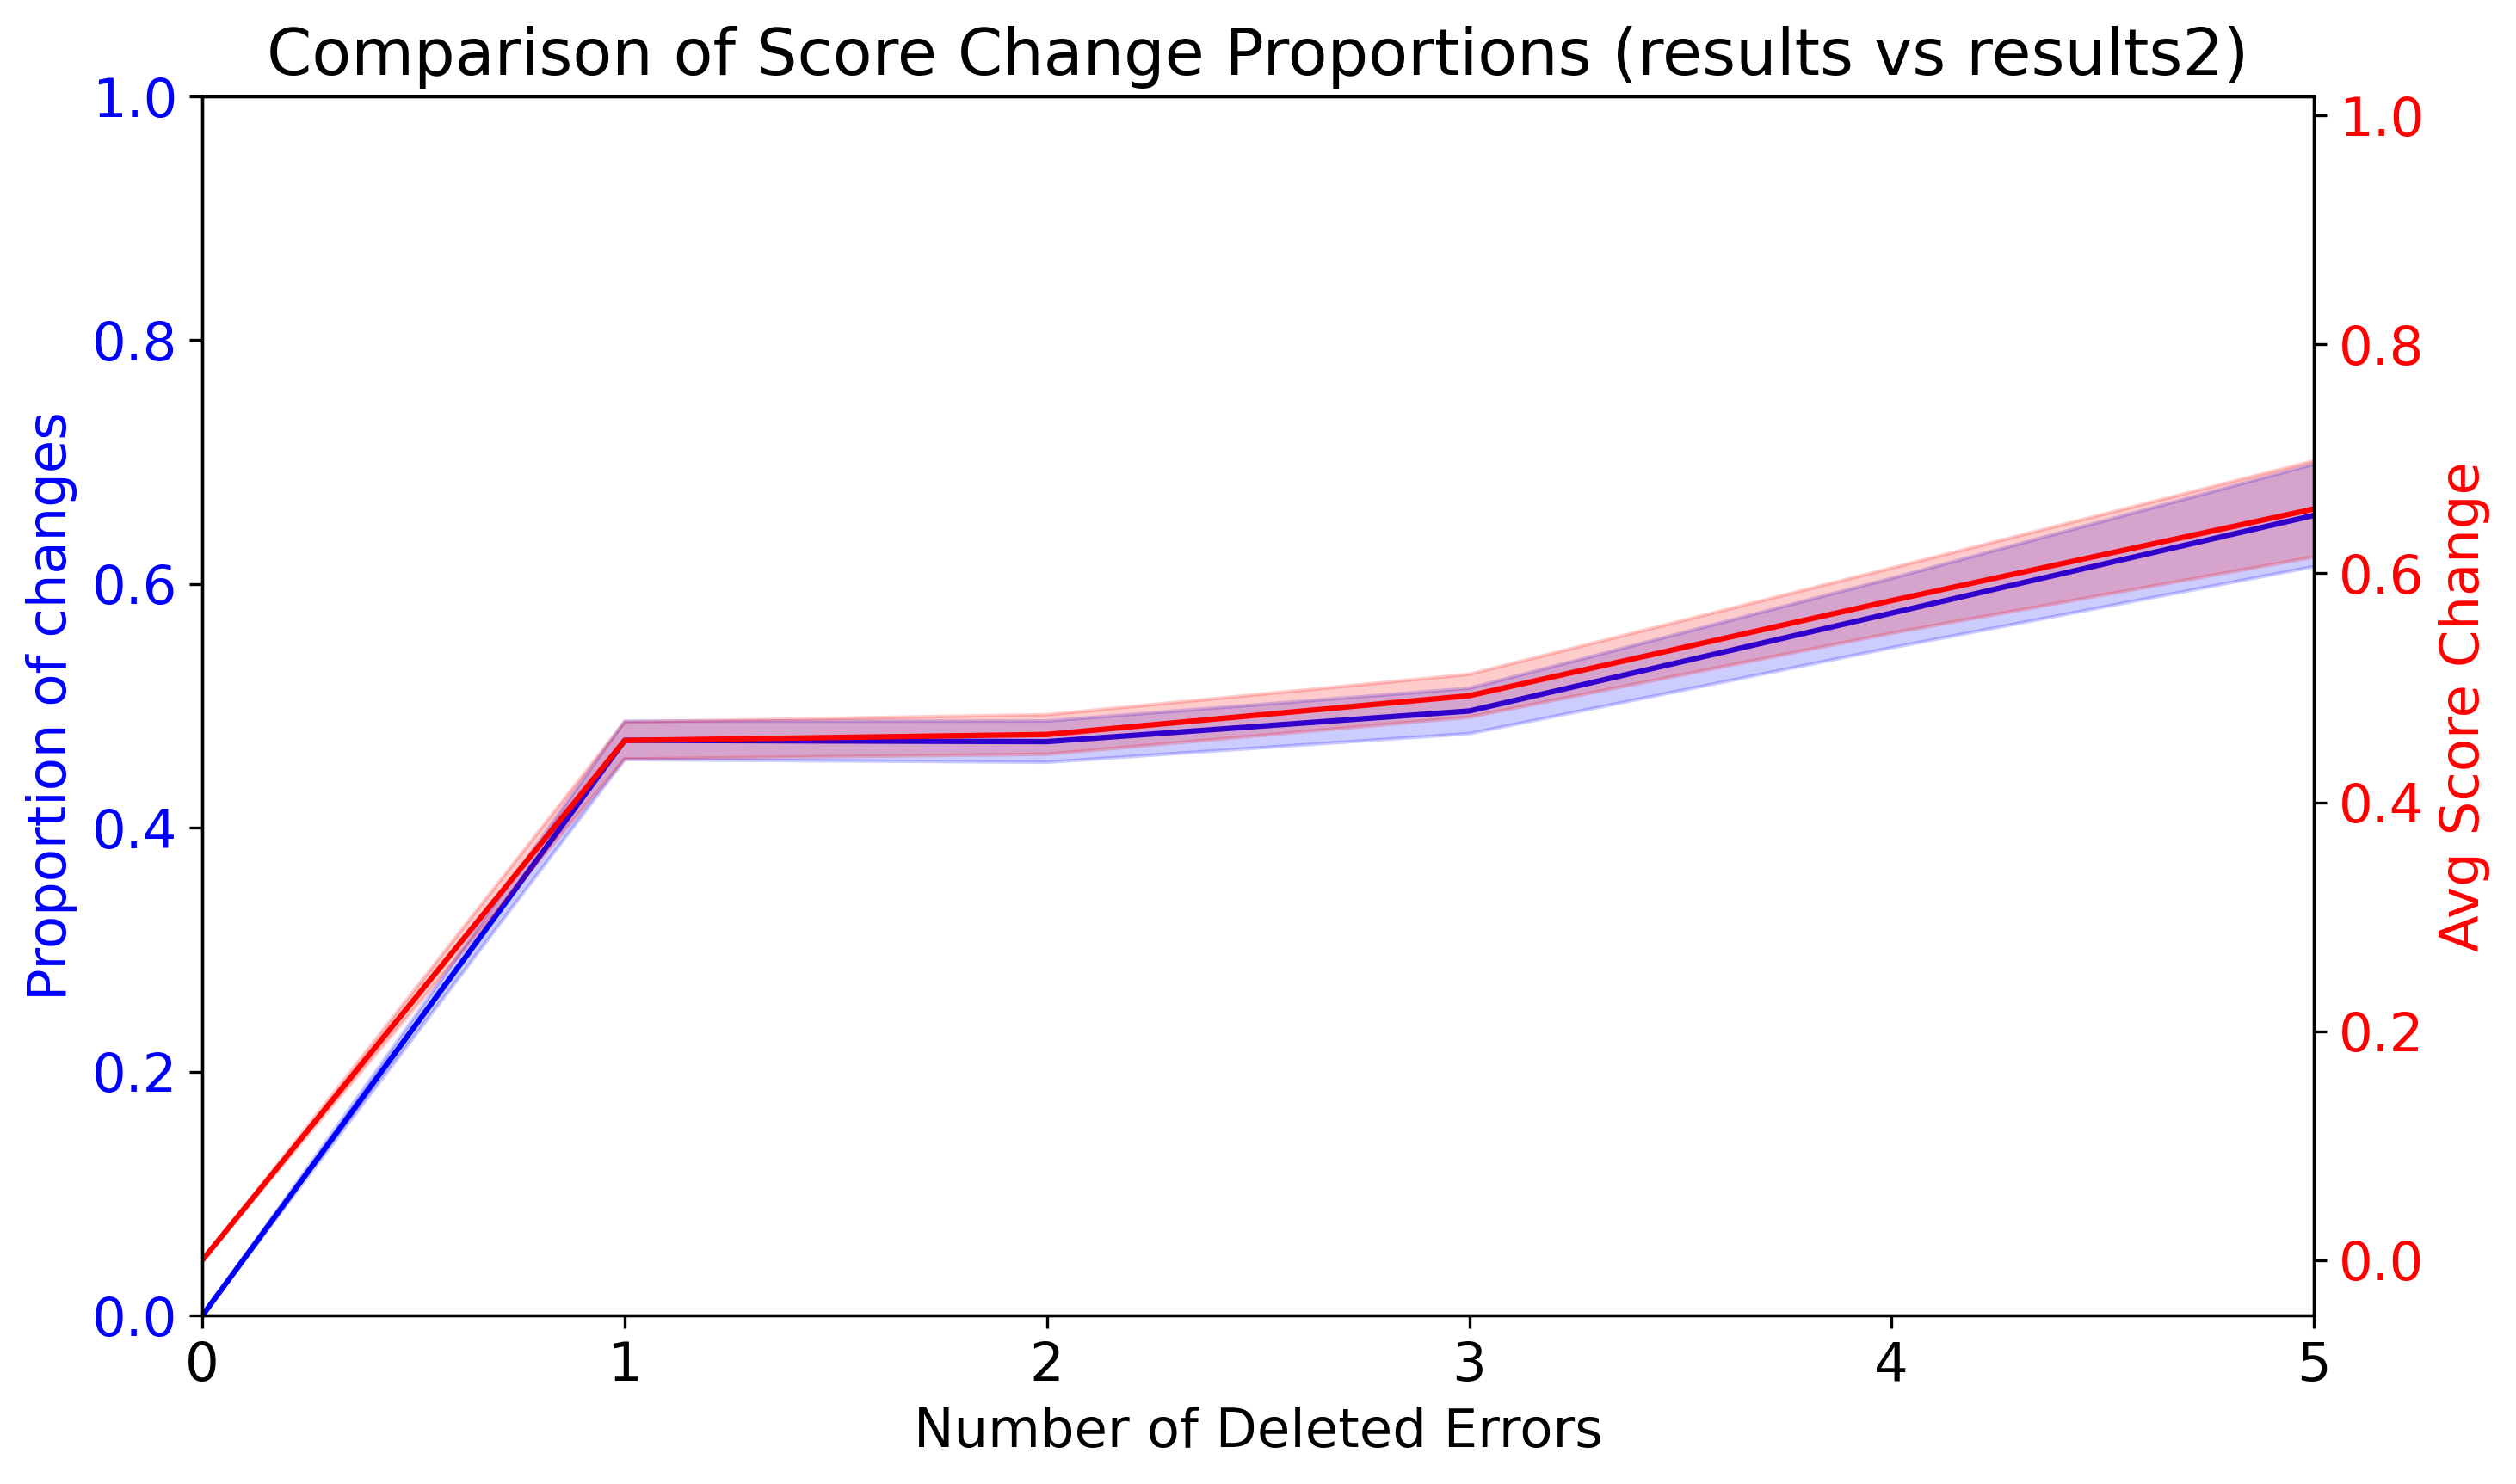 Comparison of Score Change Proportions (results vs results2)
1.0
0.8
0.6
0.4
0.2
0.0
Proportion of changes
1.0
0.8
0.6
0.4
0.2
0.0
Avg Score Change
0 1 2 3 4 5
Number of Deleted Errors